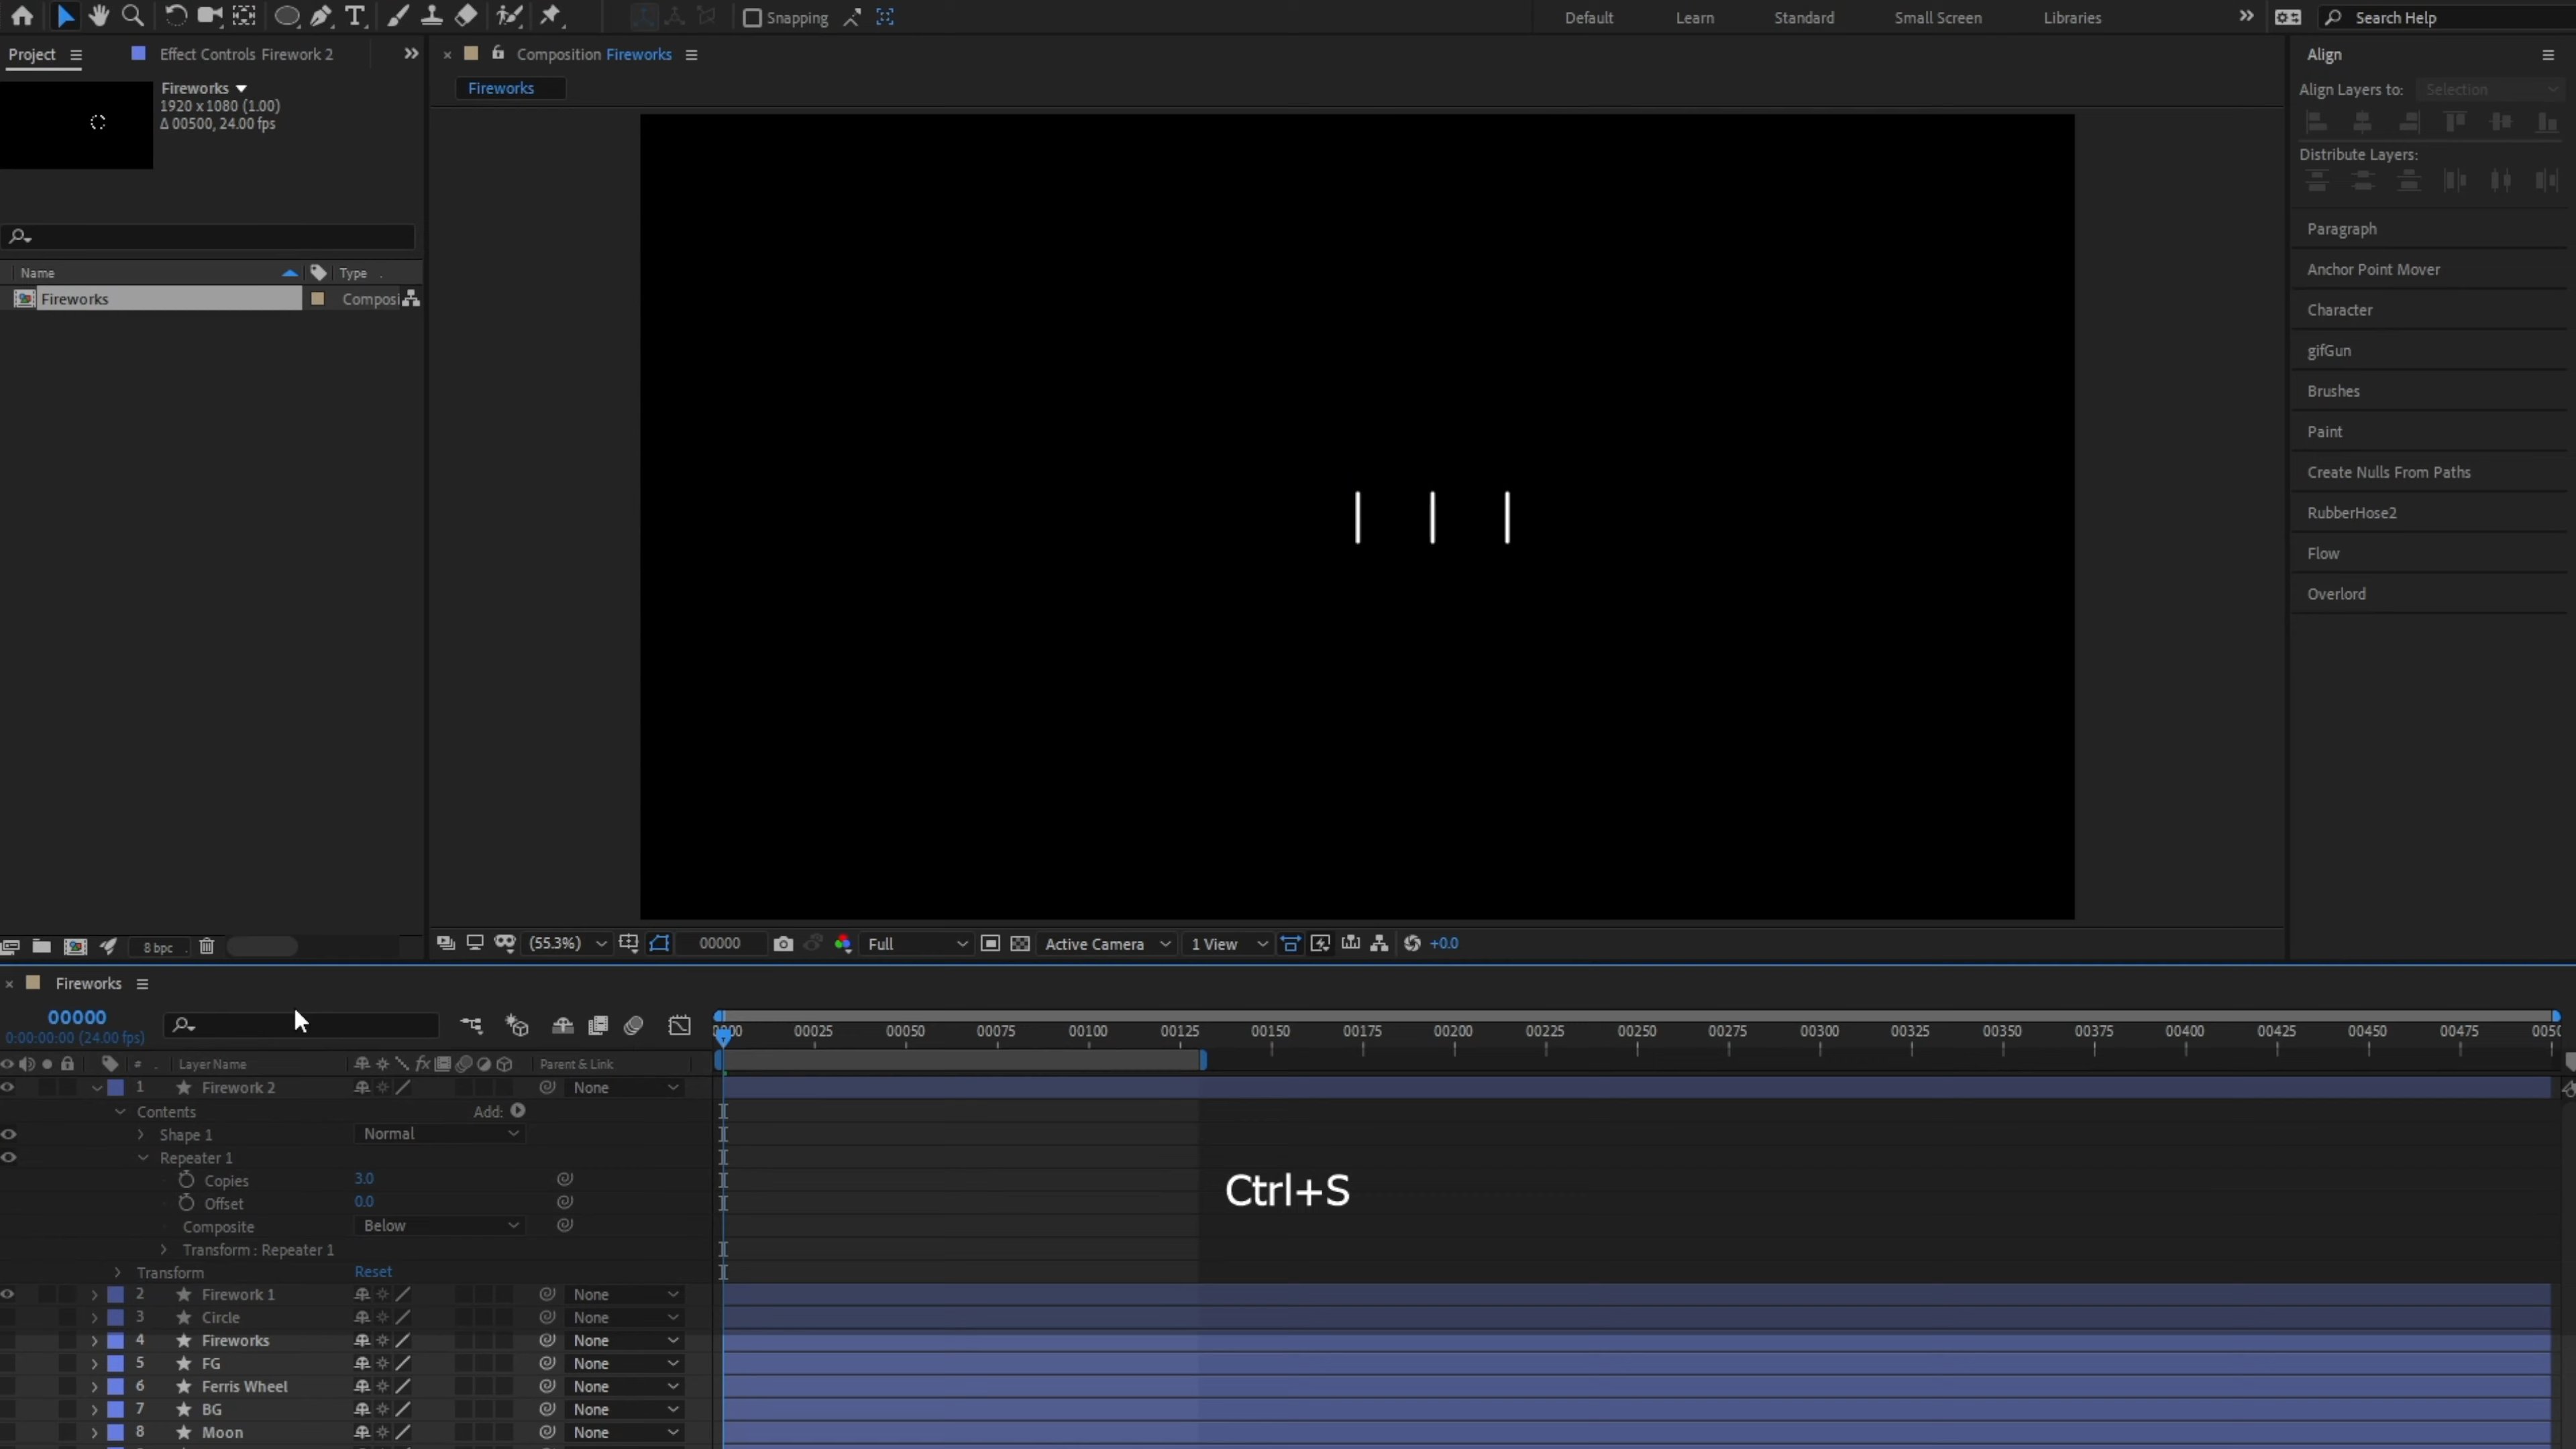 Snapping
Default
Learn
Standard
Small Screen
Libraries
Search Help
Project
Effect Controls Firework 2
Composition Fireworks
Align
Fireworks
1920 x 1080 (1.00)
Δ 00500, 24.00 fps
Fireworks
Align Layers to:
Selection
Distribute Layers:
Paragraph
Anchor Point Mover
Character
gifGun
Brushes
Paint
Create Nulls From Paths
RubberHose2
Flow
Overlord
Name
Type
Fireworks
Composi
8 bpc
(55.3%)
00000
Full
Active Camera
1 View
+0.0
Fireworks
00000
0:00:00:00 (24.00 fps)
00025 00050 00075 00100 00125 00150 00175 00200 00225 00250 00275 00300 00325 00350 00375 00400 00425 00450 00475
# Layer Name fx Parent & Link
1 Firework 2 None
Contents Add:
Shape 1 Normal
Repeater 1
Copies 3.0
Offset 0.0
Composite Below
Transform : Repeater 1
Transform Reset
2 Firework 1 None
3 Circle None
4 Fireworks None
5 FG None
6 Ferris Wheel None
7 BG None
8 Moon None
Ctrl+S